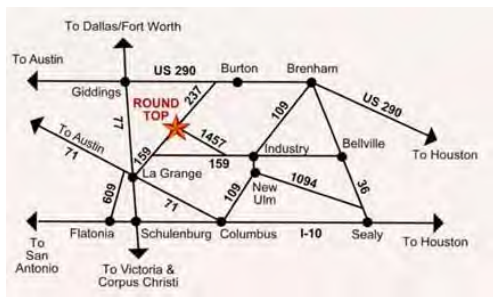 To Dallas/Fort Worth
To Austin
US 290
Burton
Brenham
Giddings
237
ROUND
TOP
77
109
US 290
To Austin
71
1457
159
Industry
Bellville
To Houston
159
La Grange
1094
New
Ulm
36
609
71
109
Flatonia
Schulenburg
Columbus
I-10
Sealy
To
San
Antonio
To Houston
To Victoria &
Corpus Christi